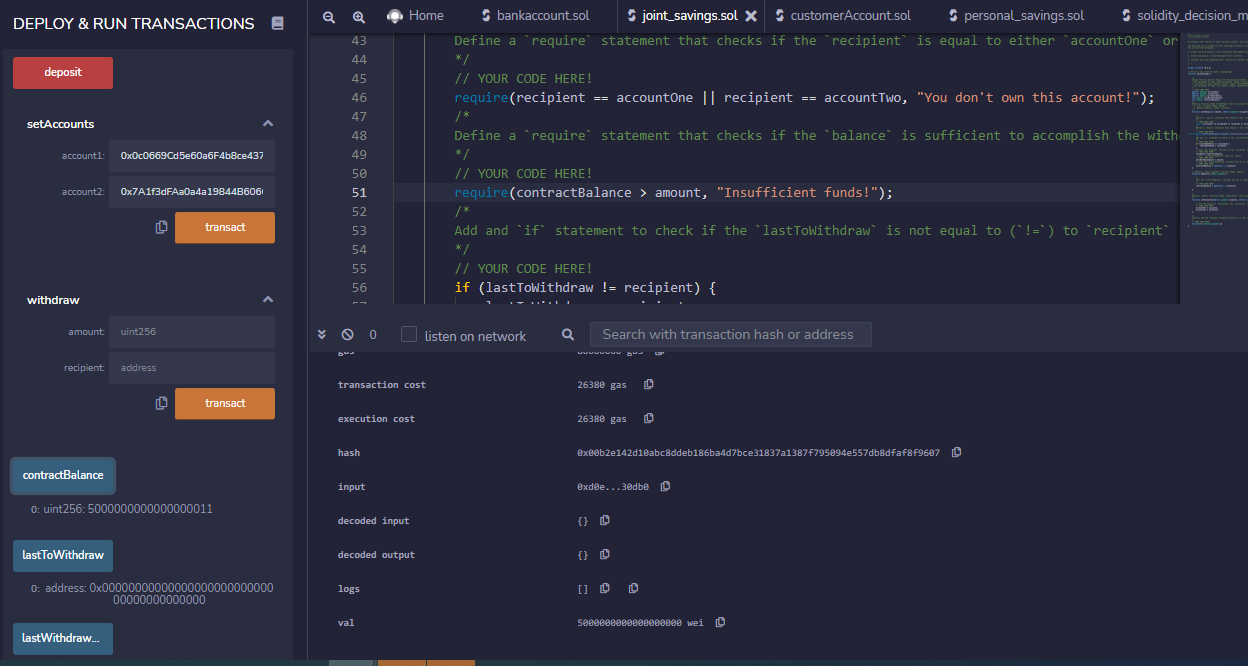 DEPLOY & RUN TRANSACTIONS
deposit
setAccounts
account1: 0x0c0669Cd5e60a6F4b8ce437
account2: 0x7A1f3dFAa0a4a19844B606
transact
withdraw
amount: uint256
recipient: address
transact
contractBalance
0: uint256: 5000000000000000011
lastToWithdraw
0: address: 0x00000000000000000000000000
00000000000000
lastWithdraw...
Home
bankaccount.sol
joint_savings.sol
customerAccount.sol
personal_savings.sol
solidity_decision_m
43 Define a `require` statement that checks if the `recipient` is equal to either `accountOne` or
44 */
45 // YOUR CODE HERE!
46 require(recipient == accountOne || recipient == accountTwo, "You don't own this account!");
47 /*
48 Define a `require` statement that checks if the `balance` is sufficient to accomplish the with
49 */
50 // YOUR CODE HERE!
51 require(contractBalance > amount, "Insufficient funds!");
52 /*
53 Add and `if` statement to check if the `lastToWithdraw` is not equal to (`!=`) to `recipient`
54 */
55 // YOUR CODE HERE!
56 if (lastToWithdraw != recipient) {
0
listen on network
Search with transaction hash or address
gas
transaction cost 26380 gas
execution cost 26380 gas
hash 0x00b2e142d10abc8ddeb186ba4d7bce31837a1387f795094e557db8dfaf8f9607
input 0xd0e...30db0
decoded input {}
decoded output {}
logs []
val 5000000000000000000 wei